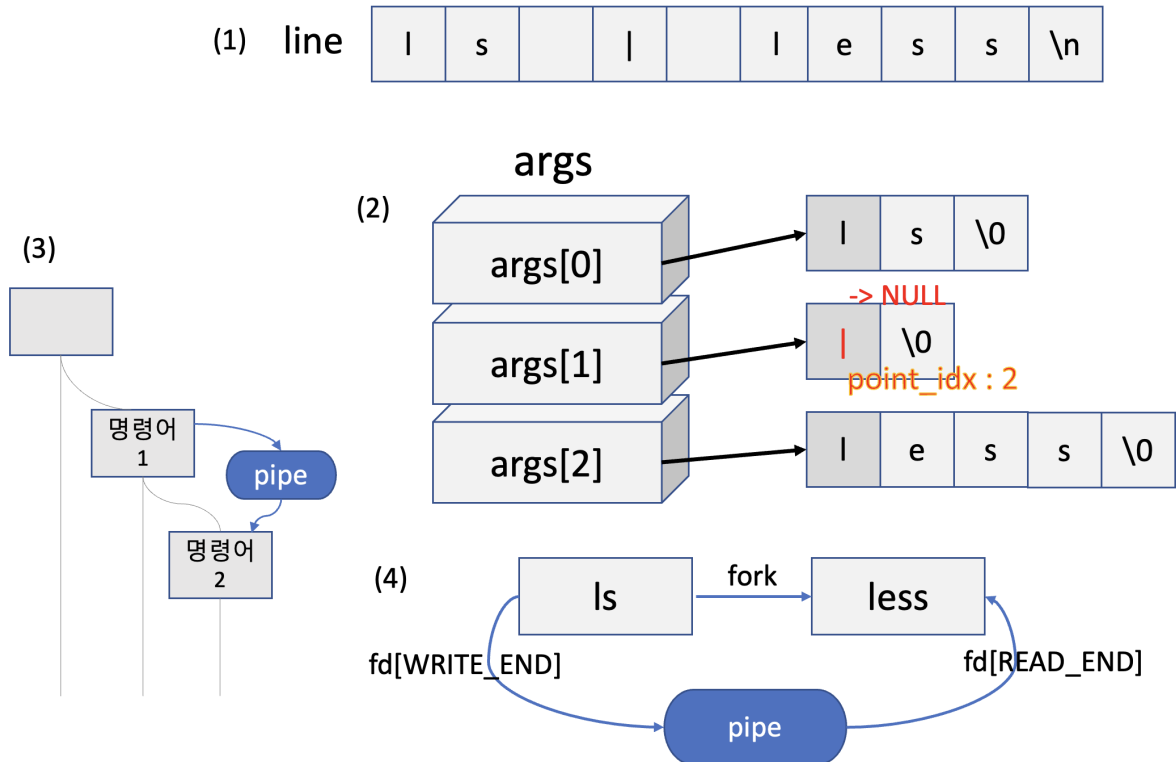 (1) line l s | l e s s \n
args
(2)
args[0] l s \0
-> NULL
args[1] | \0
point_idx : 2
args[2] l e s s \0
(3)
명령어
1
pipe
명령어
2
(4)
ls fork less
fd[WRITE_END] fd[READ_END]
pipe